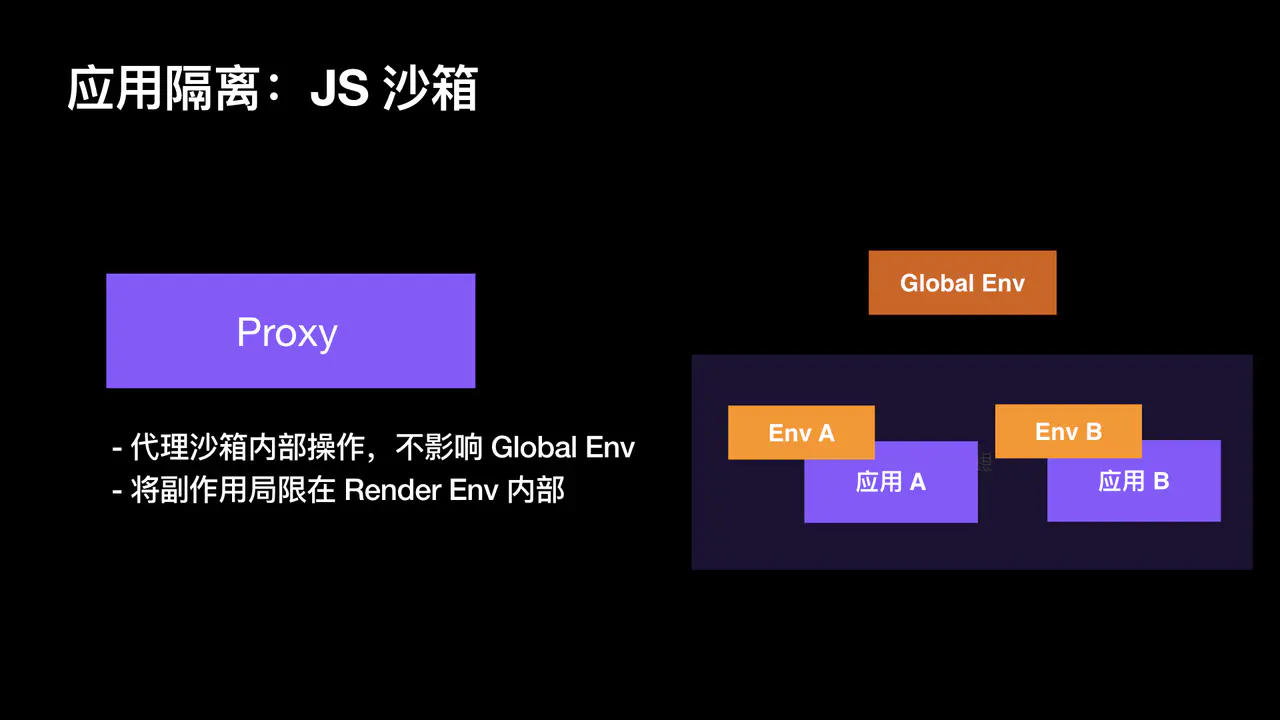 应用隔离：JS 沙箱
Proxy
- 代理沙箱内部操作，不影响 Global Env
- 将副作用局限在 Render Env 内部
Global Env
Env A
应用 A
Env B
应用 B